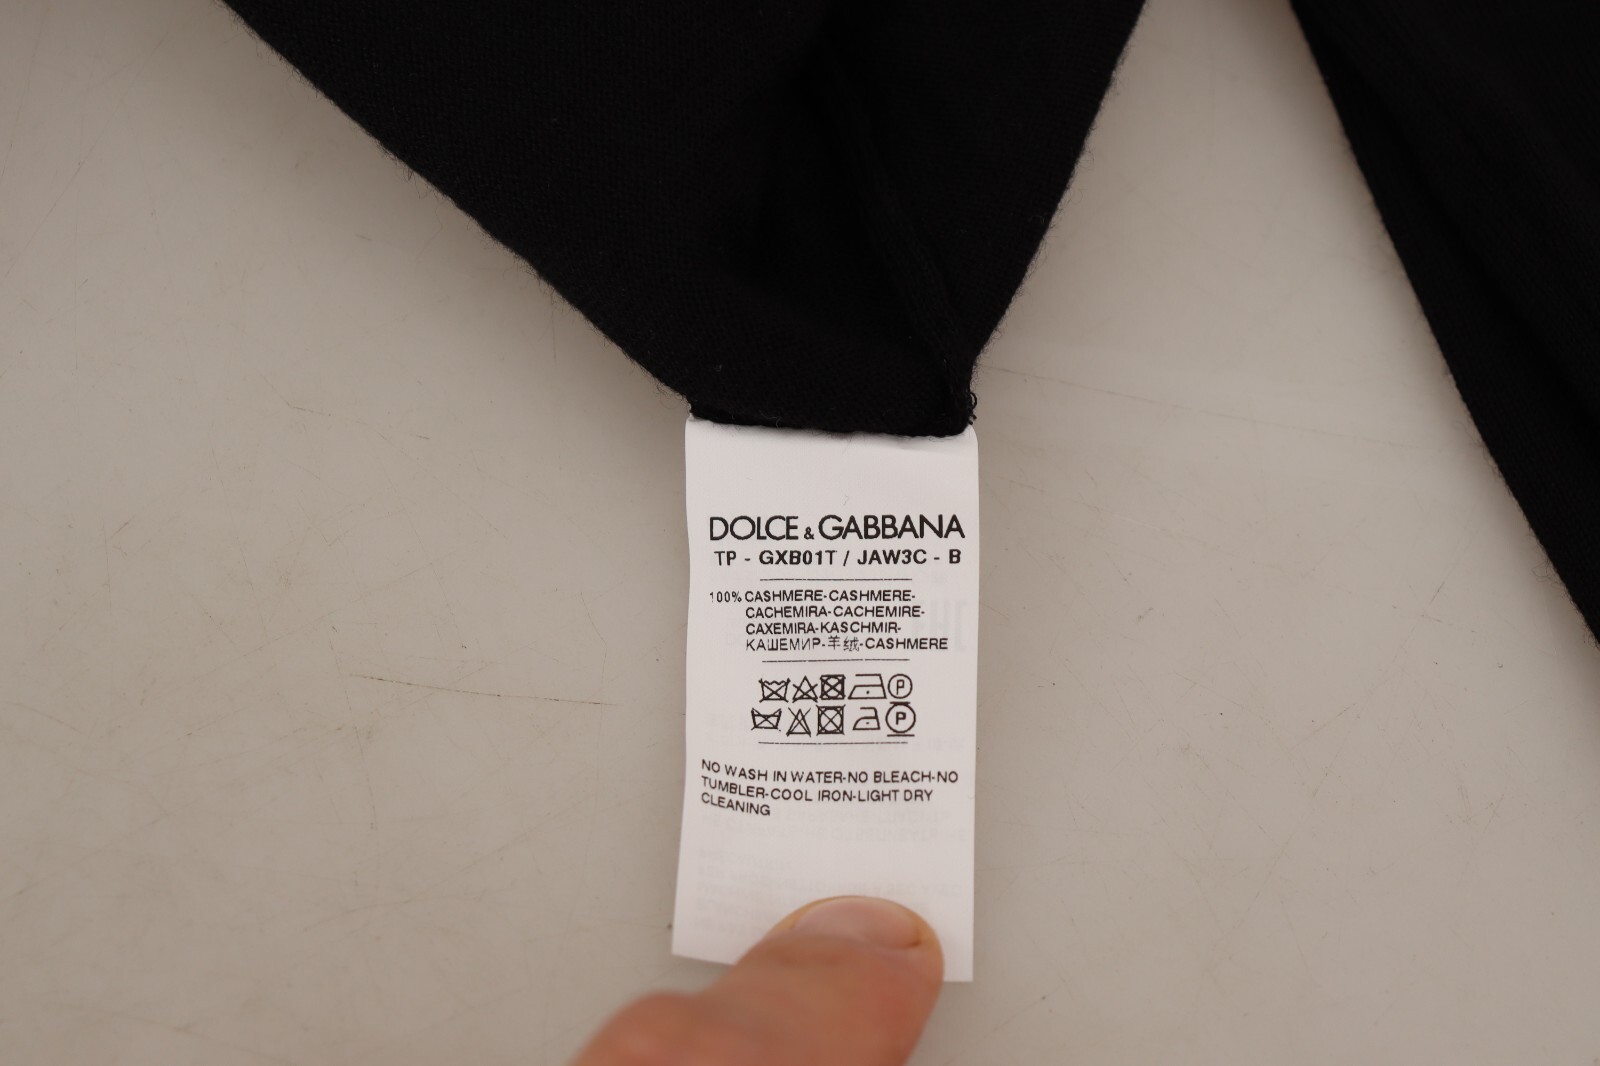 DOLCE & GABBANA
TP - GXB01T / JAW3C - B
100% CASHMERE-CASHMERE-
CACHEMIRA-CACHEMIRE-
CAXEMIRA-KASCHMIR-
КАШЕМИР-羊绒-CASHMERE
P
P
NO WASH IN WATER-NO BLEACH-NO
TUMBLER-COOL IRON-LIGHT DRY
CLEANING